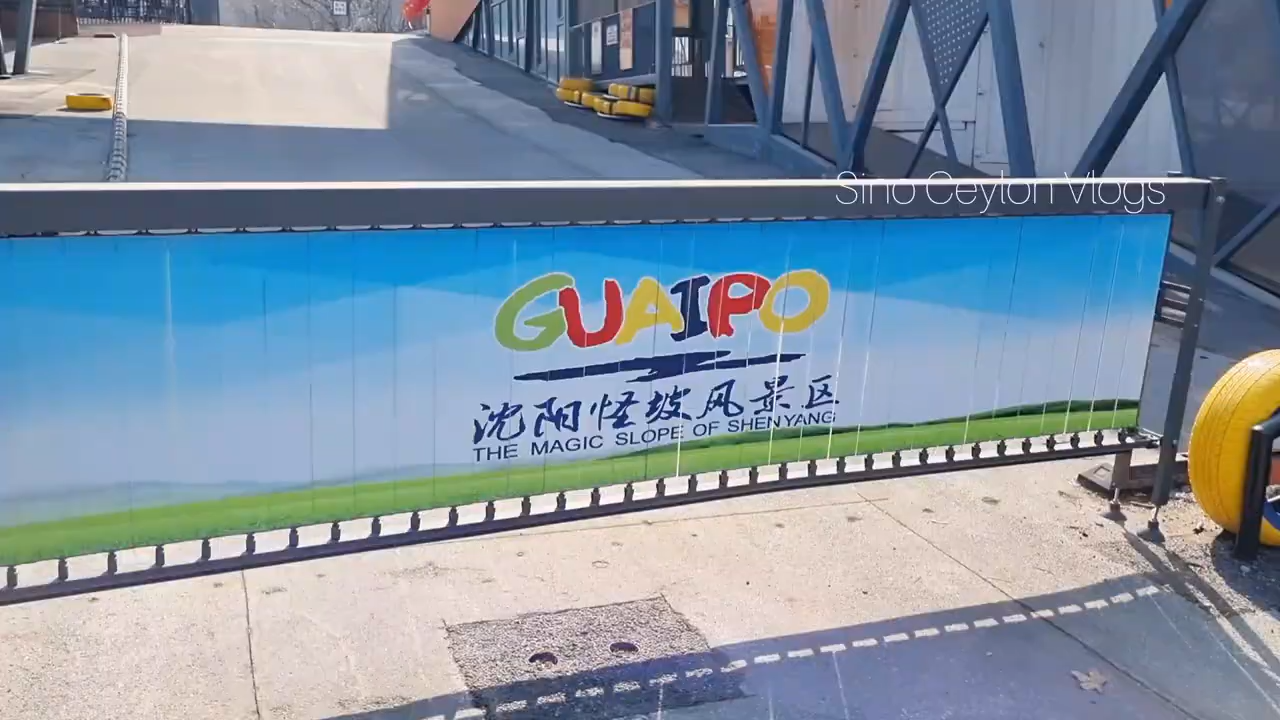 Sino Ceylon Vlogs
GUAIPO
沈阳怪坡风景区
THE MAGIC SLOPE OF SHENYANG